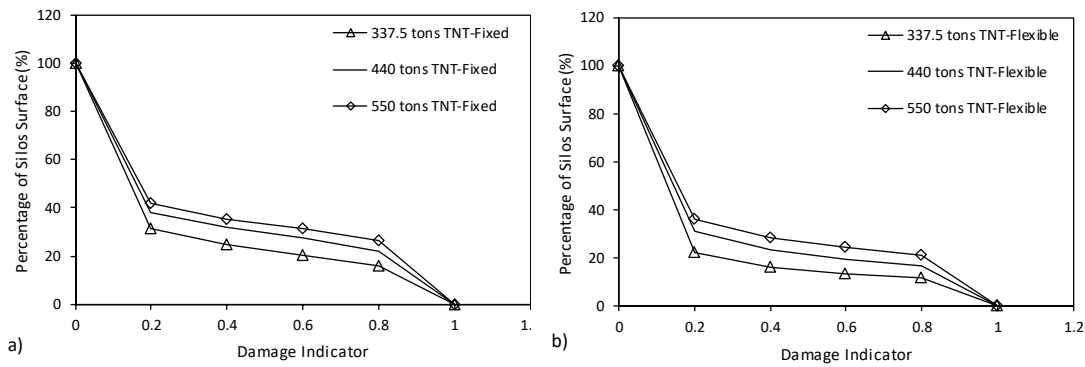 120
100
80
60
40
20
0
Percentage of Silos Surface (%)
337.5 tons TNT-Fixed
440 tons TNT-Fixed
550 tons TNT-Fixed
0 0.2 0.4 0.6 0.8 1 1.
Damage Indicator
a)
120
100
80
60
40
20
0
Percentage of Silos Surface (%)
337.5 tons TNT-Flexible
440 tons TNT-Flexible
550 tons TNT-Flexible
0 0.2 0.4 0.6 0.8 1 1.2
Damage Indicator
b)